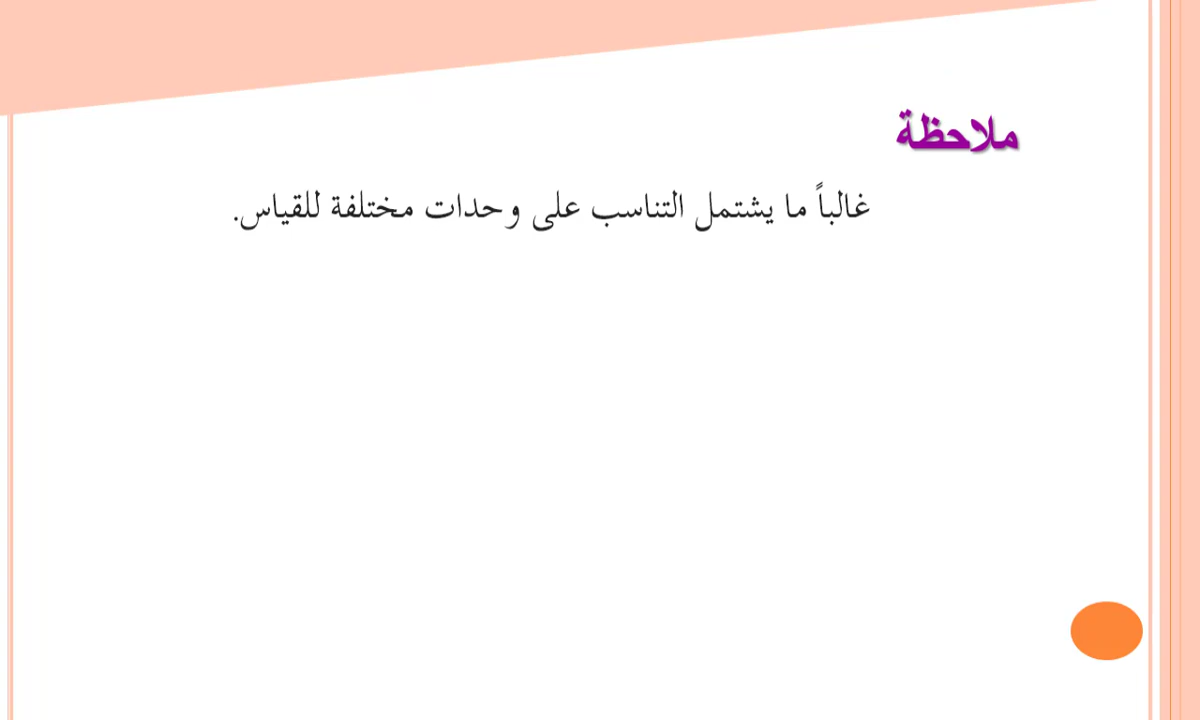 ملاحظة
غالباً ما يشتمل التناسب على وحدات مختلفة للقياس.